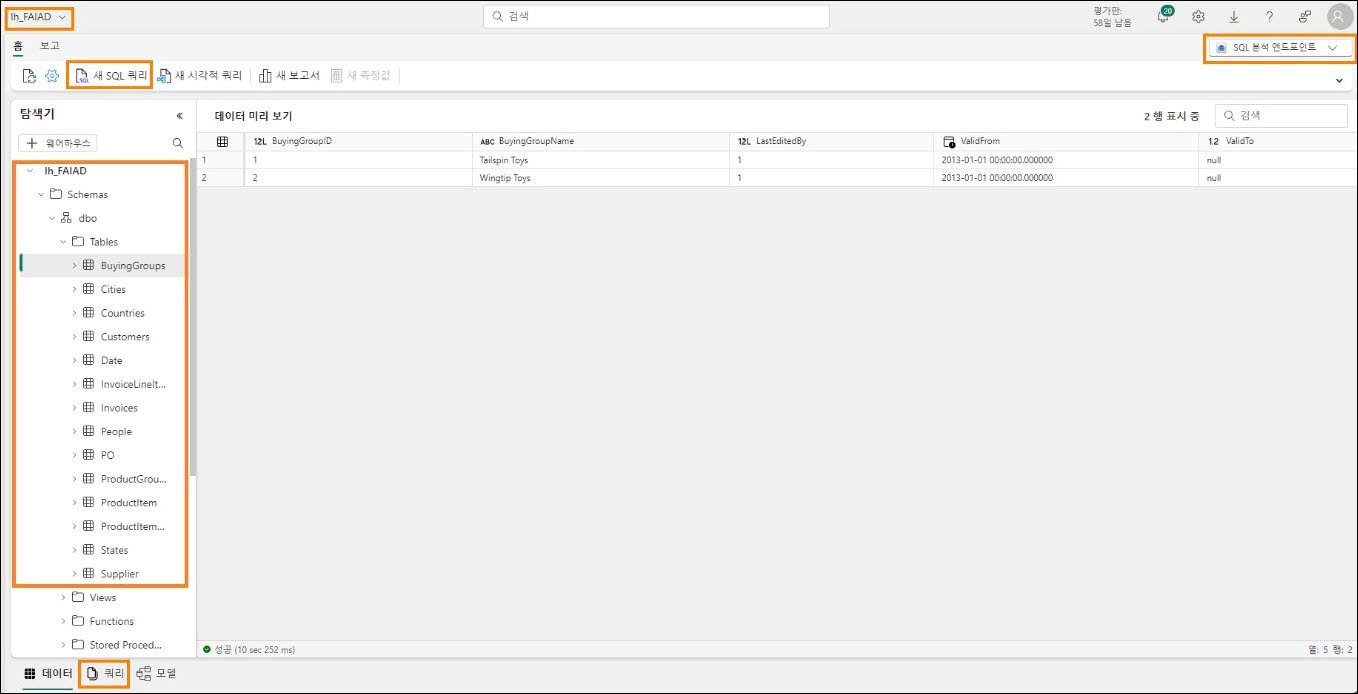 lh_FAIAD
검색
평가판:
58일 남음
20
홈 보고
SQL 분석 엔드포인트
새 SQL 쿼리 새 시각적 쿼리 새 보고서 새 측정값
탐색기 «
+ 웨어하우스
lh_FAIAD
Schemas
dbo
Tables
BuyingGroups
Cities
Countries
Customers
Date
InvoiceLineIt...
Invoices
People
PO
ProductGrou...
ProductItem
ProductItem...
States
Supplier
Views
Functions
Stored Proced...
데이터 미리 보기 2 행 표시 중 검색
12L BuyingGroupID ABC BuyingGroupName 12L LastEditedBy ValidFrom 1.2 ValidTo
1 1 Tailspin Toys 1 2013-01-01 00:00:00.000000 null
2 2 Wingtip Toys 1 2013-01-01 00:00:00.000000 null
성공 (10 sec 252 ms) 열: 5 행: 2
데이터 쿼리 모델